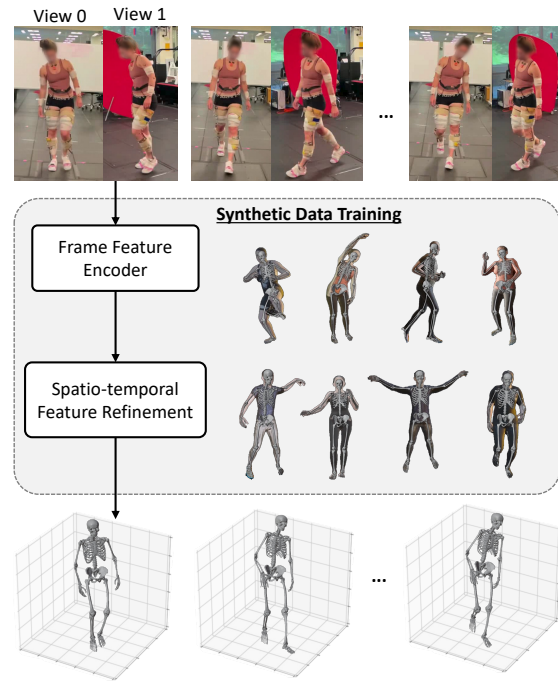 View 0 View 1
...
Synthetic Data Training
Frame Feature
Encoder
Spatio-temporal
Feature Refinement
...